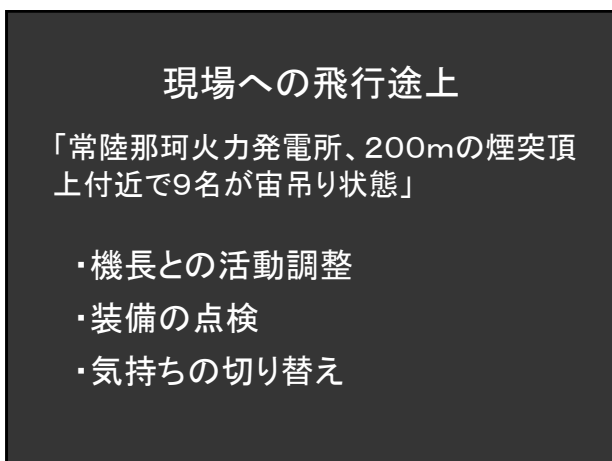 現場への飛行途上
「常陸那珂火力発電所、200mの煙突頂
上付近で9名が宙吊り状態」
・機長との活動調整
・装備の点検
・気持ちの切り替え